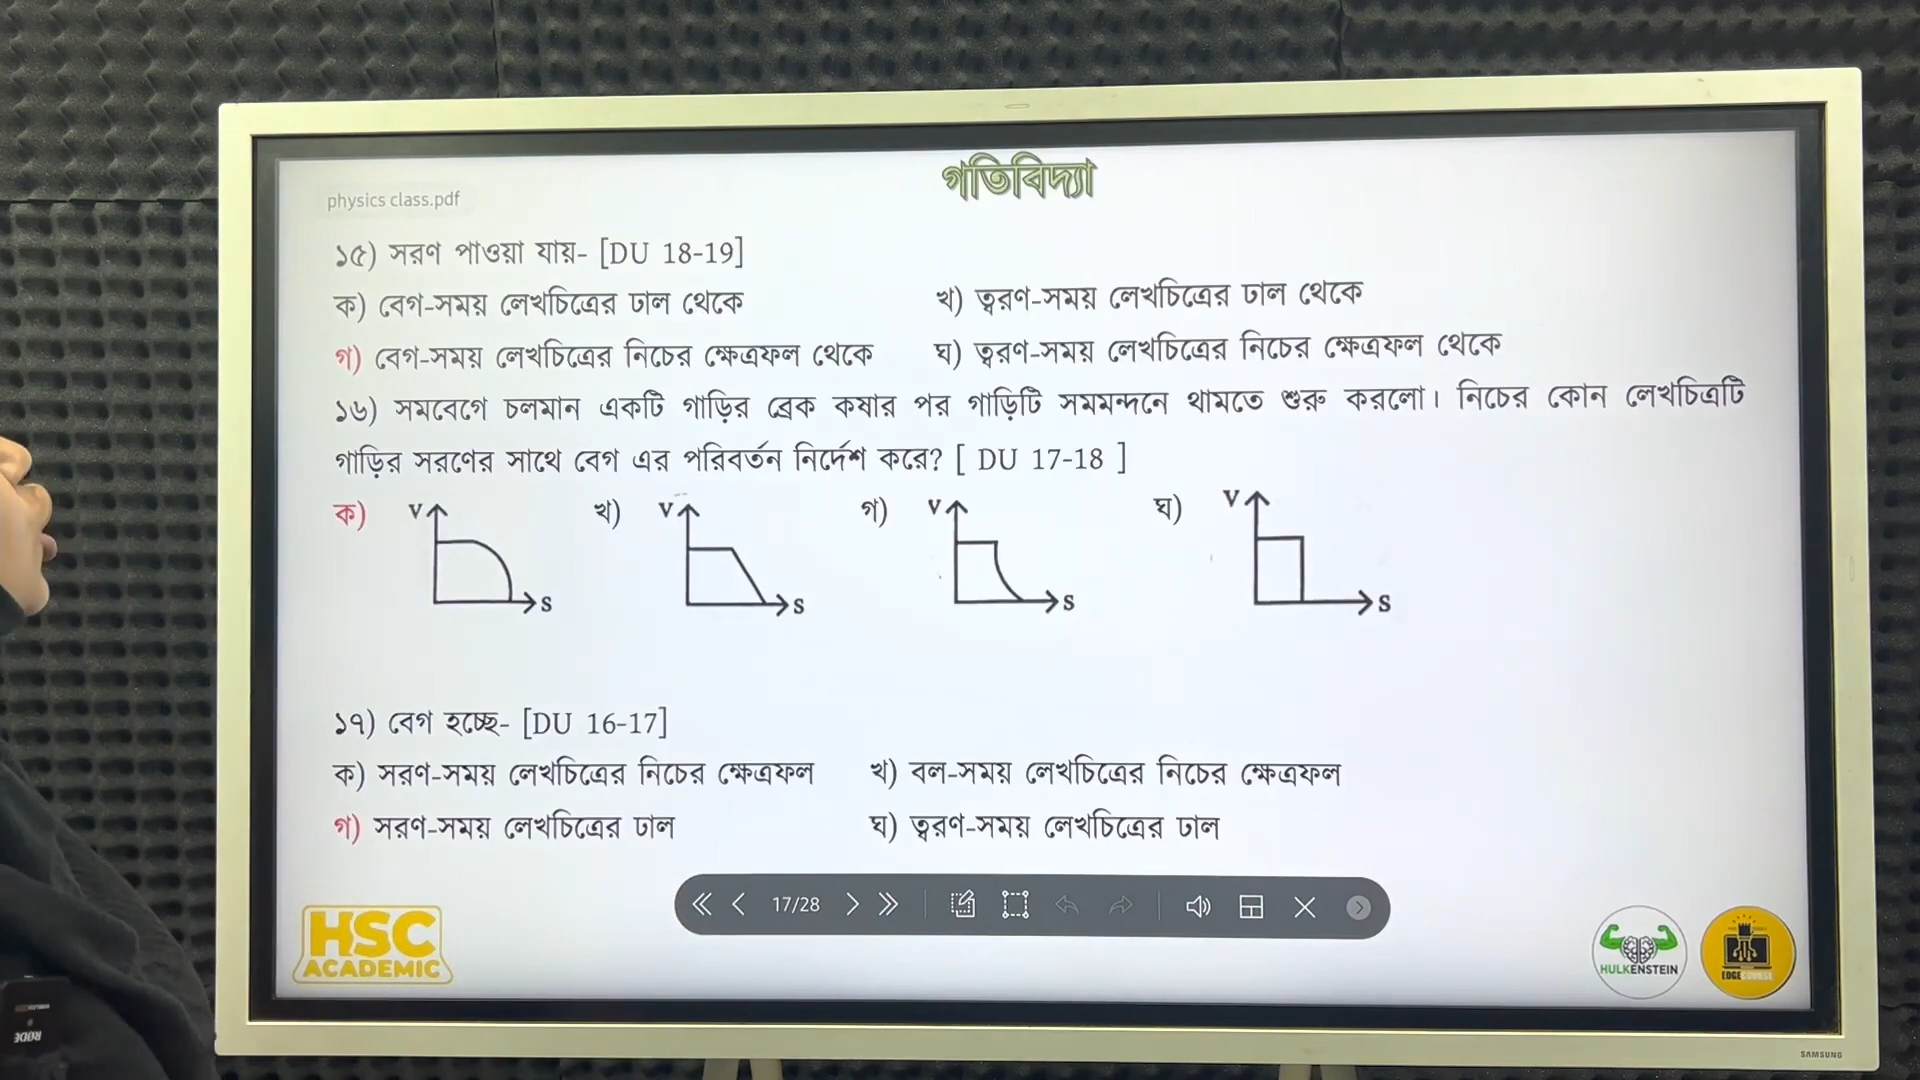 গতিবিদ্যা
physics class.pdf
১৫) সরণ পাওয়া যায়- [DU 18-19]
ক) বেগ-সময় লেখচিত্রের ঢাল থেকে খ) ত্বরণ-সময় লেখচিত্রের ঢাল থেকে
গ) বেগ-সময় লেখচিত্রের নিচের ক্ষেত্রফল থেকে ঘ) ত্বরণ-সময় লেখচিত্রের নিচের ক্ষেত্রফল থেকে
১৬) সমবেগে চলমান একটি গাড়ির ব্রেক কষার পর গাড়িটি সমমন্দনে থামতে শুরু করলো। নিচের কোন লেখচিত্রটি
গাড়ির সরণের সাথে বেগ এর পরিবর্তন নির্দেশ করে? [ DU 17-18 ]
ক) V S খ) V S গ) V S ঘ) V S
১৭) বেগ হচ্ছে- [DU 16-17]
ক) সরণ-সময় লেখচিত্রের নিচের ক্ষেত্রফল খ) বল-সময় লেখচিত্রের নিচের ক্ষেত্রফল
গ) সরণ-সময় লেখচিত্রের ঢাল ঘ) ত্বরণ-সময় লেখচিত্রের ঢাল
17/28
HSC
ACADEMIC
HULKENSTEIN
EDGECOURSE
RODE
SAMSUNG